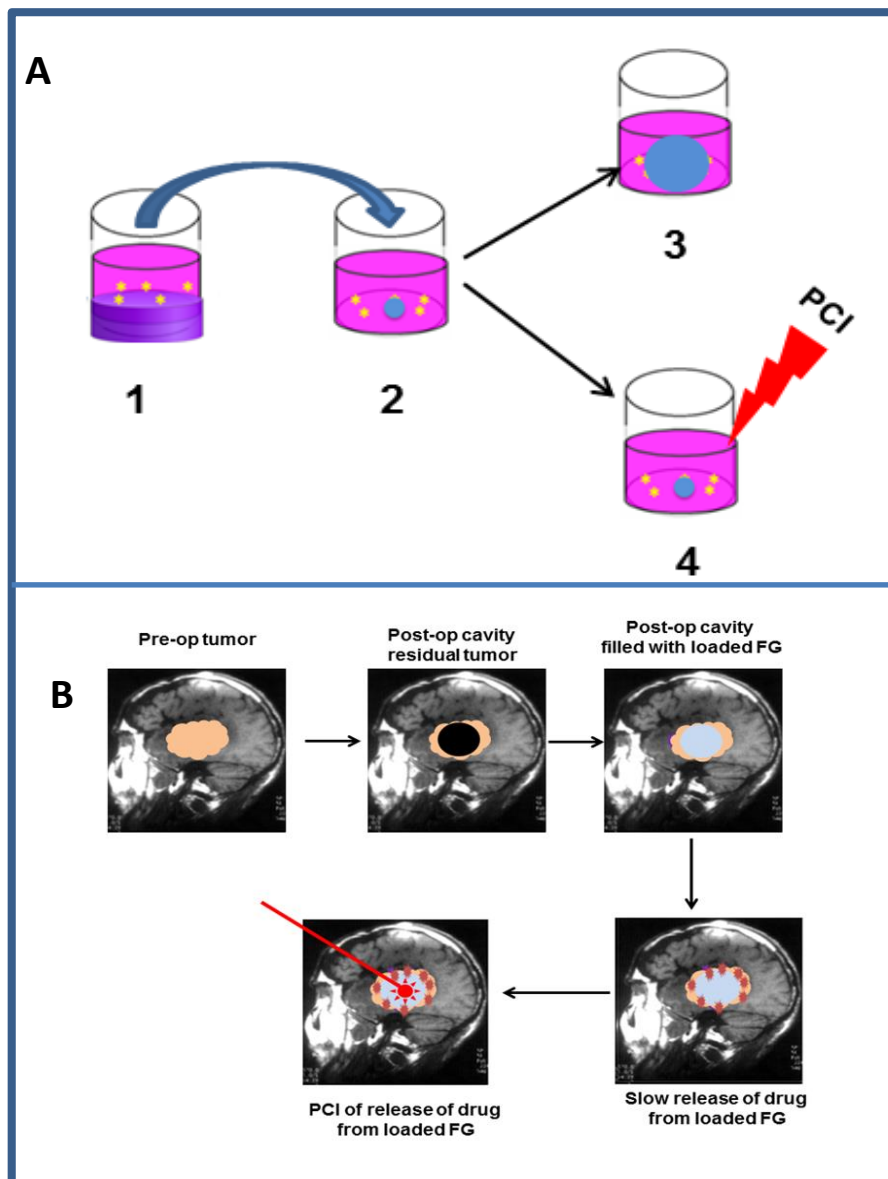 A
1
2
3
PCI
4
B
Pre-op tumor
Post-op cavity
residual tumor
Post-op cavity
filled with loaded FG
PCI of release of drug
from loaded FG
Slow release of drug
from loaded FG